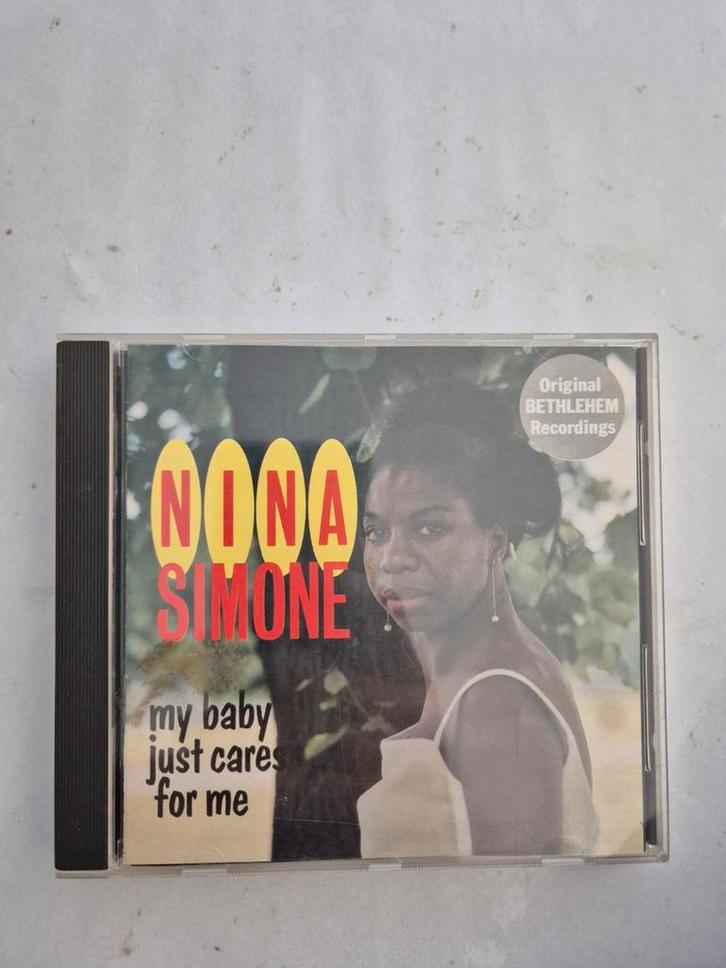 Original
BETHLEHEM
Recordings
NINA
SIMONE
my baby
just cares
for me